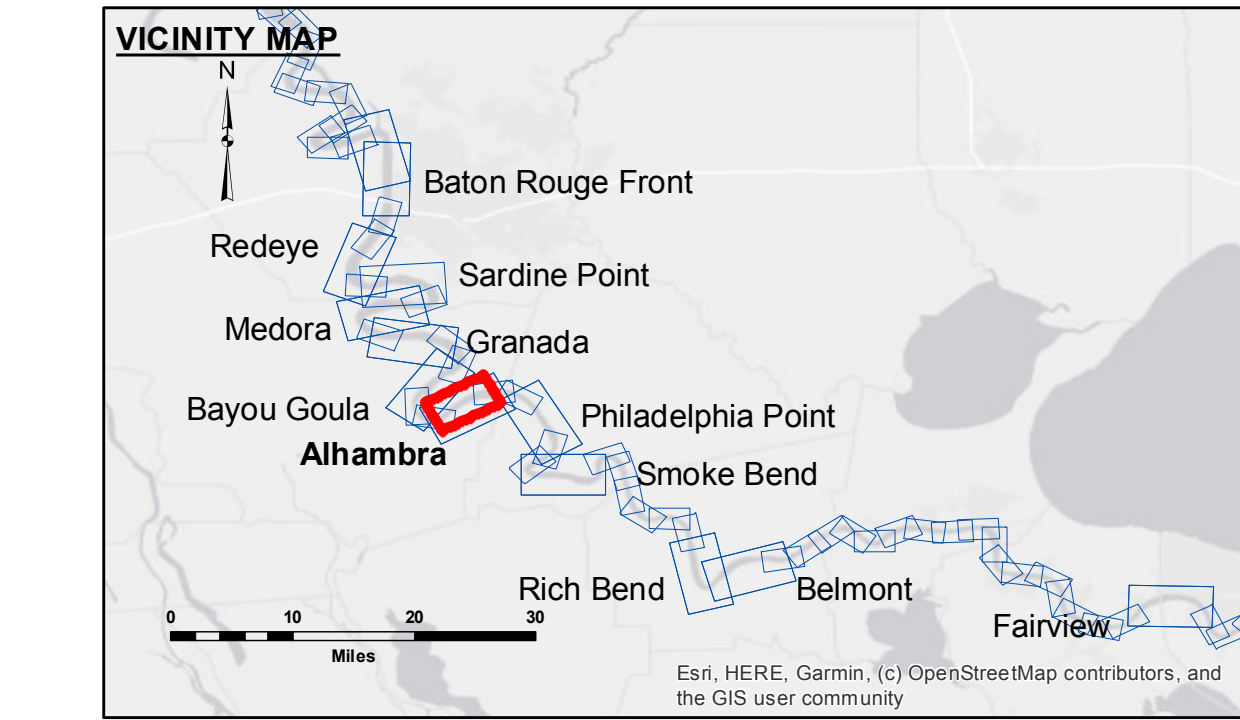 VICINITY MAP
N
Baton Rouge Front
Redeye
Sardine Point
Medora
Granada
Bayou Goula
Philadelphia Point
Alhambra
Smoke Bend
Rich Bend
Belmont
Fairview
0 10 20 30
Miles
Esri, HERE, Garmin, (c) OpenStreetMap contributors, and
the GIS user community